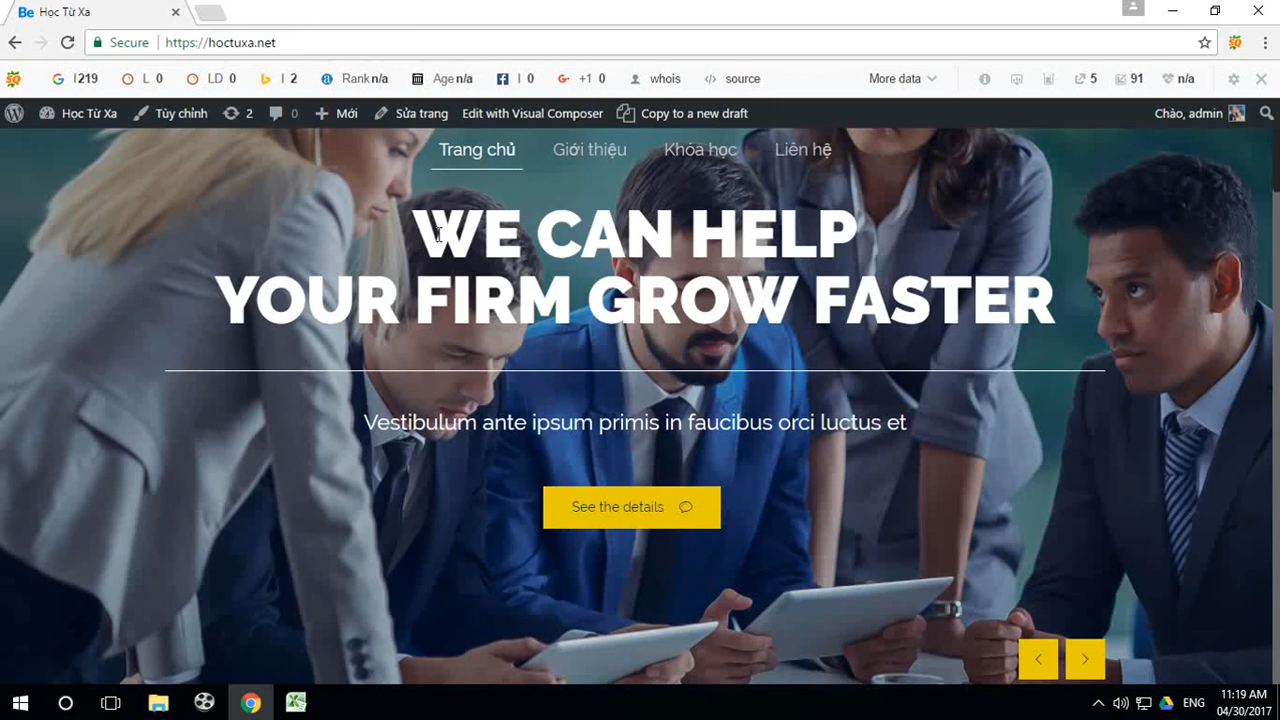 Be Học Từ Xa
Secure https://hoctuxa.net
I 219 L 0 LD 0 I 2 Rank n/a Age n/a I 0 +1 0 whois source More data 5 91 n/a
Học Từ Xa Tùy chỉnh 2 0 Mới Sửa trang Edit with Visual Composer Copy to a new draft Chào, admin
Trang chủ Giới thiệu Khóa học Liên hệ
WE CAN HELP
YOUR FIRM GROW FASTER
Vestibulum ante ipsum primis in faucibus orci luctus et
See the details
ENG
11:19 AM
04/30/2017